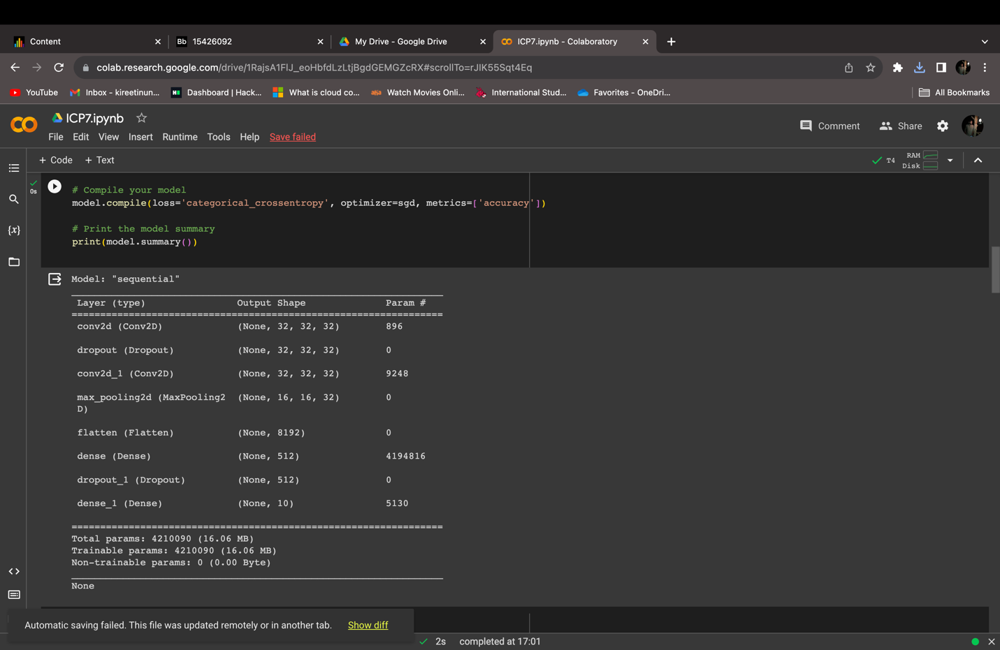 Content
Bb 15426092
My Drive - Google Drive
ICP7.ipynb - Colaboratory
colab.research.google.com/drive/1RajsA1FlJ_eoHbfdLzLtjBgdGEMGZcRX#scrollTo=rJlK55Sqt4Eq
YouTube
Inbox - kireetinun...
Dashboard | Hack...
What is cloud co...
Watch Movies Onli...
International Stud...
Favorites - OneDri...
All Bookmarks
ICP7.ipynb
Comment
Share
File Edit View Insert Runtime Tools Help Save failed
+ Code + Text
T4
RAM
Disk
0s
# Compile your model
model.compile(loss='categorical_crossentropy', optimizer=sgd, metrics=['accuracy'])
# Print the model summary
print(model.summary())
{x}
Model: "sequential"
Layer (type) Output Shape Param #
=================================================================
conv2d (Conv2D) (None, 32, 32, 32) 896
dropout (Dropout) (None, 32, 32, 32) 0
conv2d_1 (Conv2D) (None, 32, 32, 32) 9248
max_pooling2d (MaxPooling2 (None, 16, 16, 32) 0
D)
flatten (Flatten) (None, 8192) 0
dense (Dense) (None, 512) 4194816
dropout_1 (Dropout) (None, 512) 0
dense_1 (Dense) (None, 10) 5130
=================================================================
Total params: 4210090 (16.06 MB)
Trainable params: 4210090 (16.06 MB)
Non-trainable params: 0 (0.00 Byte)
None
Automatic saving failed. This file was updated remotely or in another tab. Show diff
2s completed at 17:01